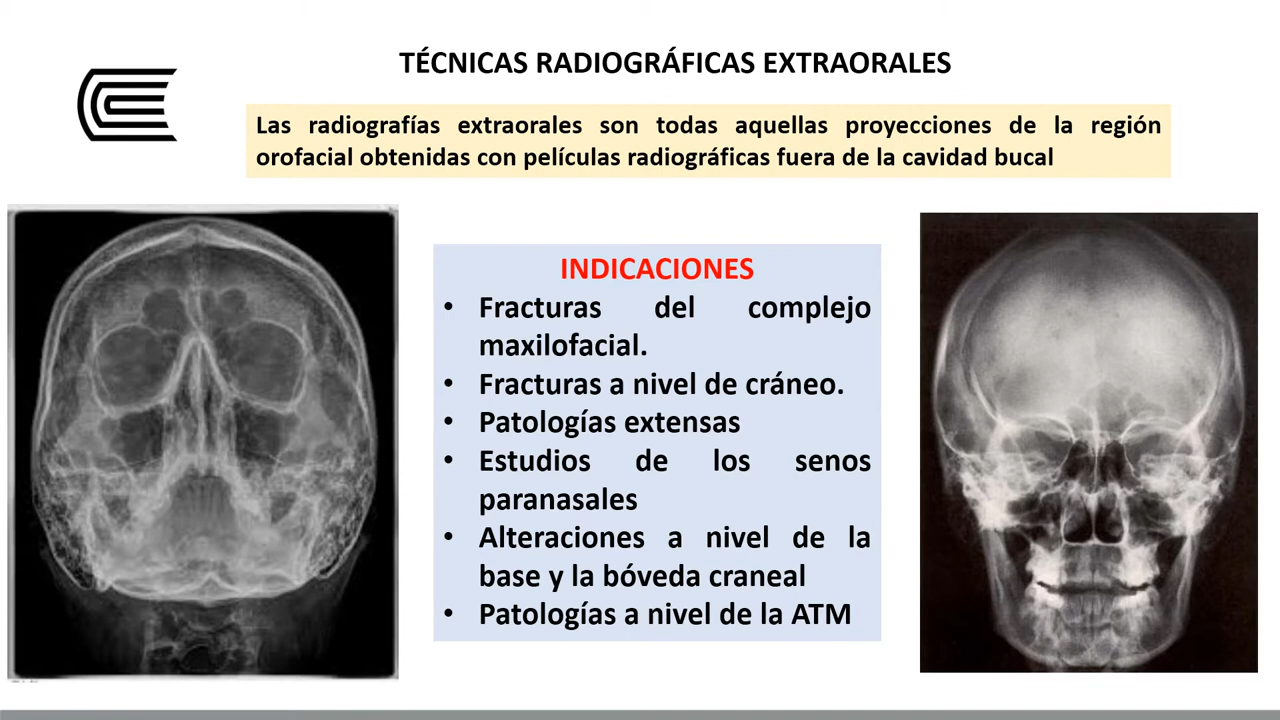 TÉCNICAS RADIOGRÁFICAS EXTRAORALES
Las radiografías extraorales son todas aquellas proyecciones de la región
orofacial obtenidas con películas radiográficas fuera de la cavidad bucal
INDICACIONES
• Fracturas del complejo
maxilofacial.
• Fracturas a nivel de cráneo.
• Patologías extensas
• Estudios de los senos
paranasales
• Alteraciones a nivel de la
base y la bóveda craneal
• Patologías a nivel de la ATM